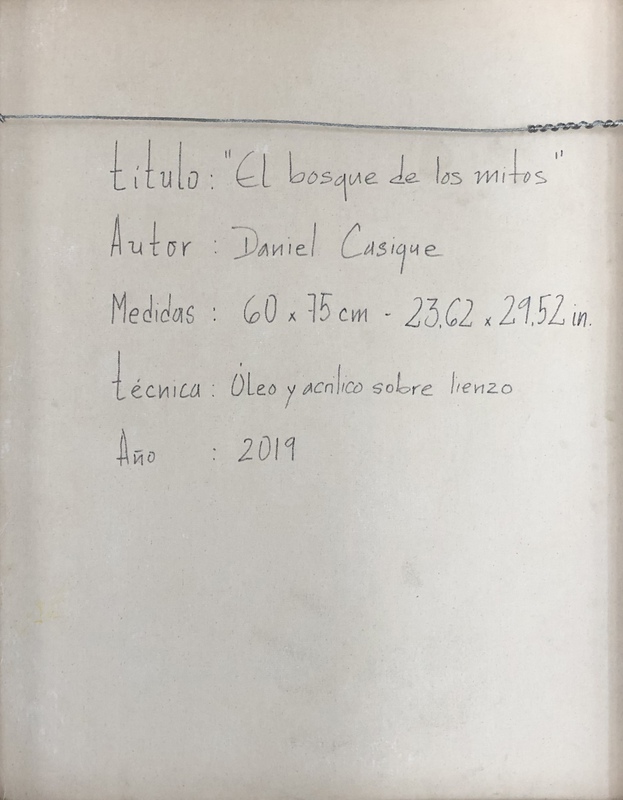 título: "El bosque de los mitos"
Autor : Daniel Casique
Medidas : 60 x 75 cm - 23,62 x 29,52 in.
técnica : Óleo y acrílico sobre lienzo
Año : 2019